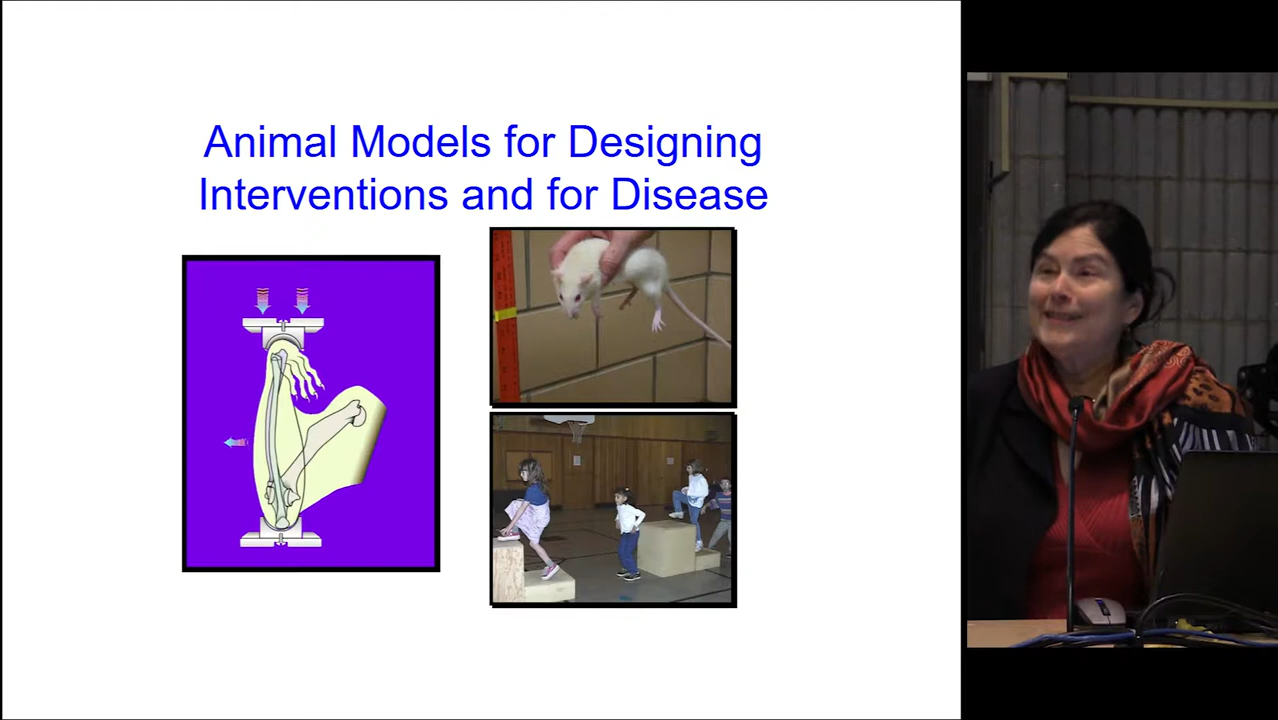 Animal Models for Designing
Interventions and for Disease